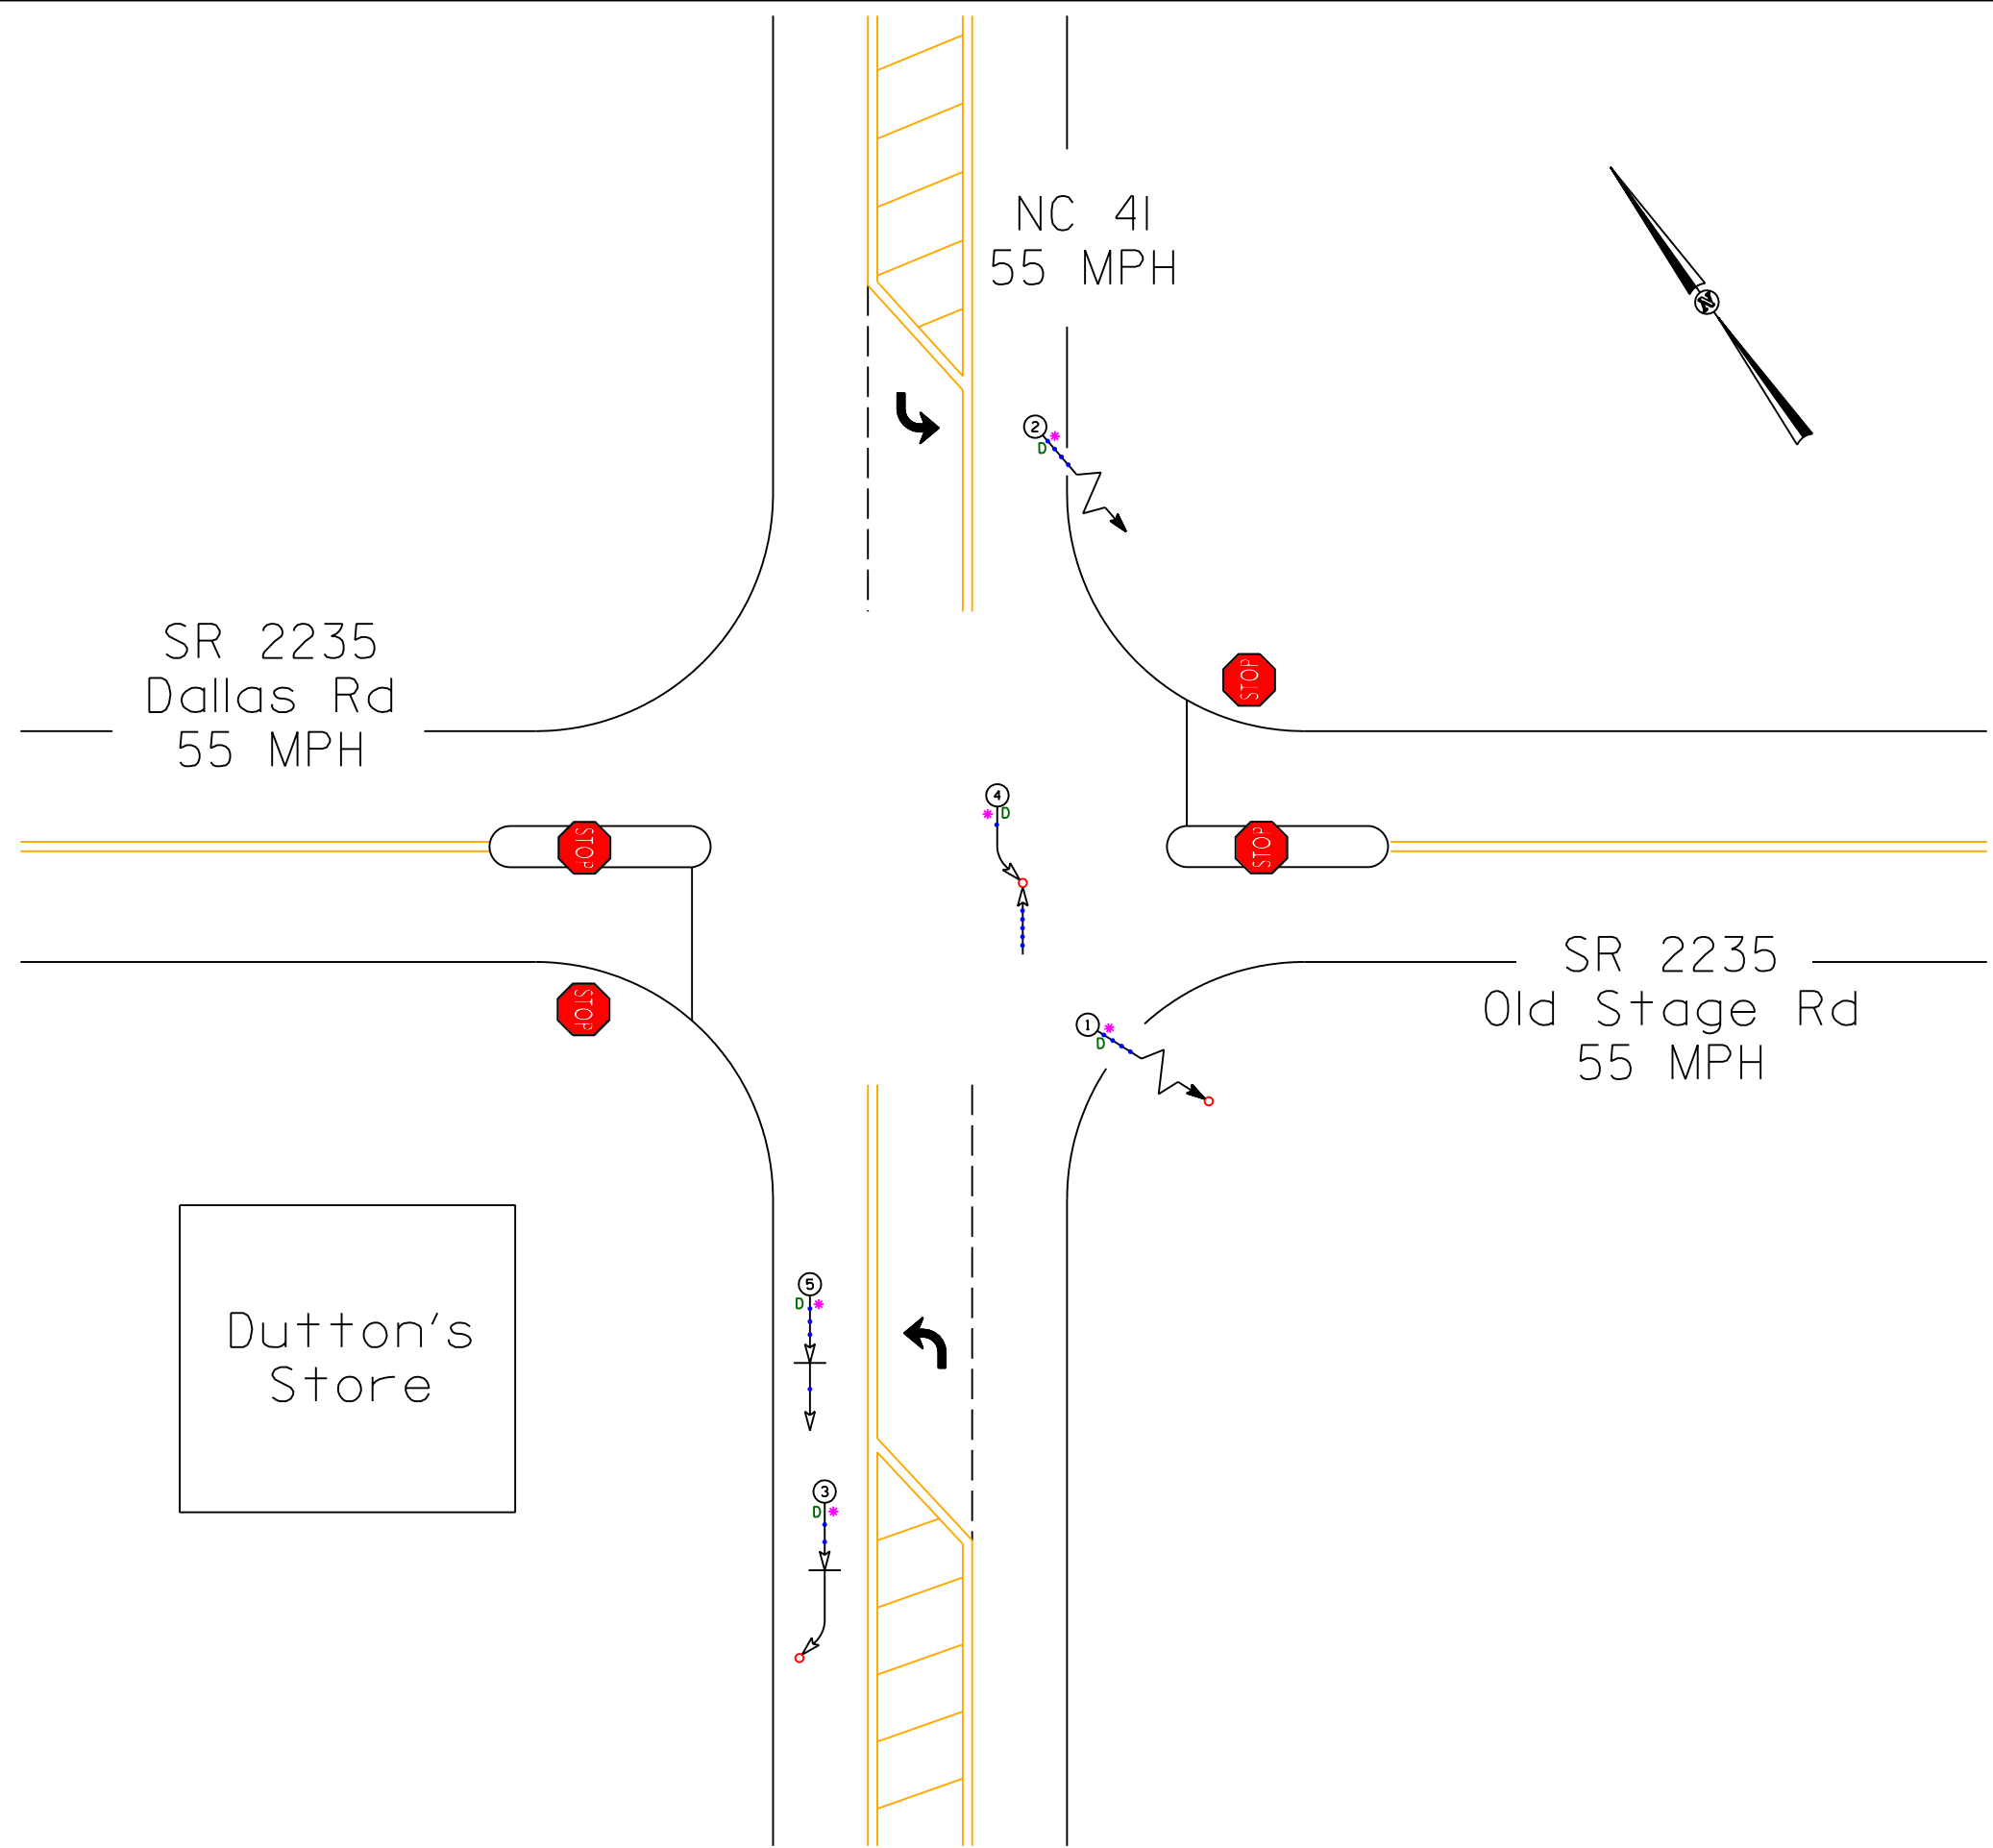 NC 41
55 MPH
N
2
D
*
SR 2235
Dallas Rd
55 MPH
STOP
4
* D
STOP
STOP
SR 2235
Old Stage Rd
55 MPH
STOP
1
D
*
Dutton's
Store
5
D *
3
D *